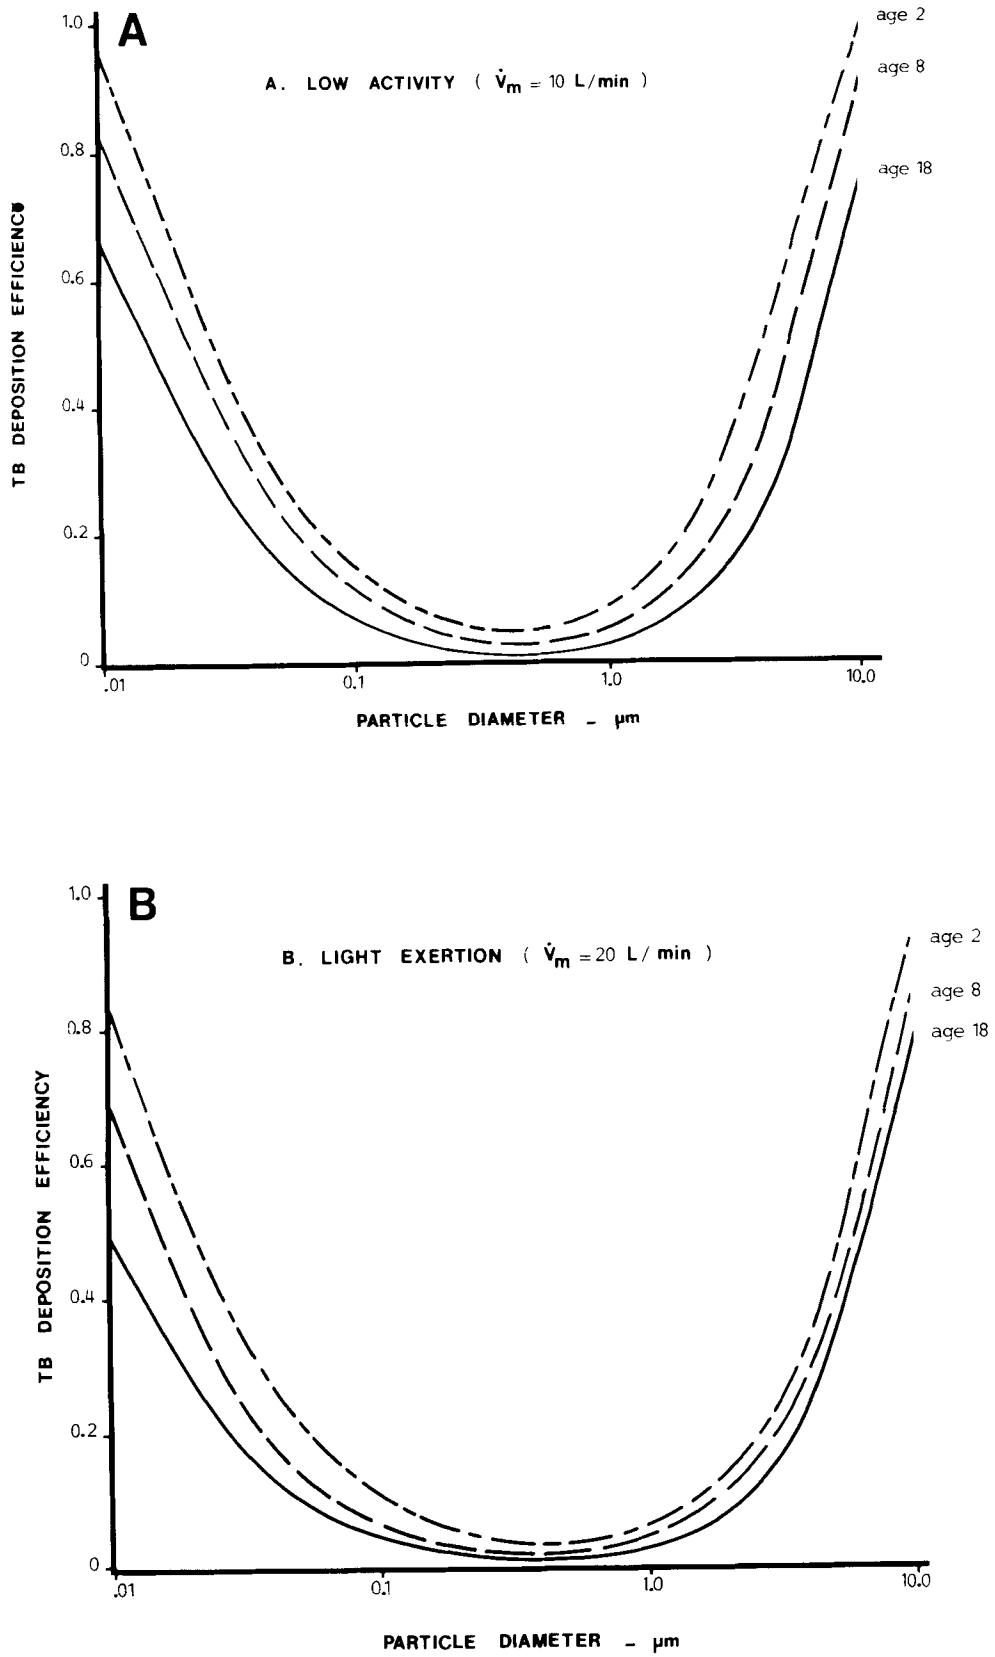 A
A. LOW ACTIVITY ( V̇m = 10 L/min )
age 2
age 8
age 18
TB DEPOSITION EFFICIENCY
1.0
0.8
0.6
0.4
0.2
0
.01 0.1 1.0 10.0
PARTICLE DIAMETER – µm
B
B. LIGHT EXERTION ( V̇m = 20 L/min )
age 2
age 8
age 18
TB DEPOSITION EFFICIENCY
1.0
0.8
0.6
0.4
0.2
0
.01 0.1 1.0 10.0
PARTICLE DIAMETER – µm